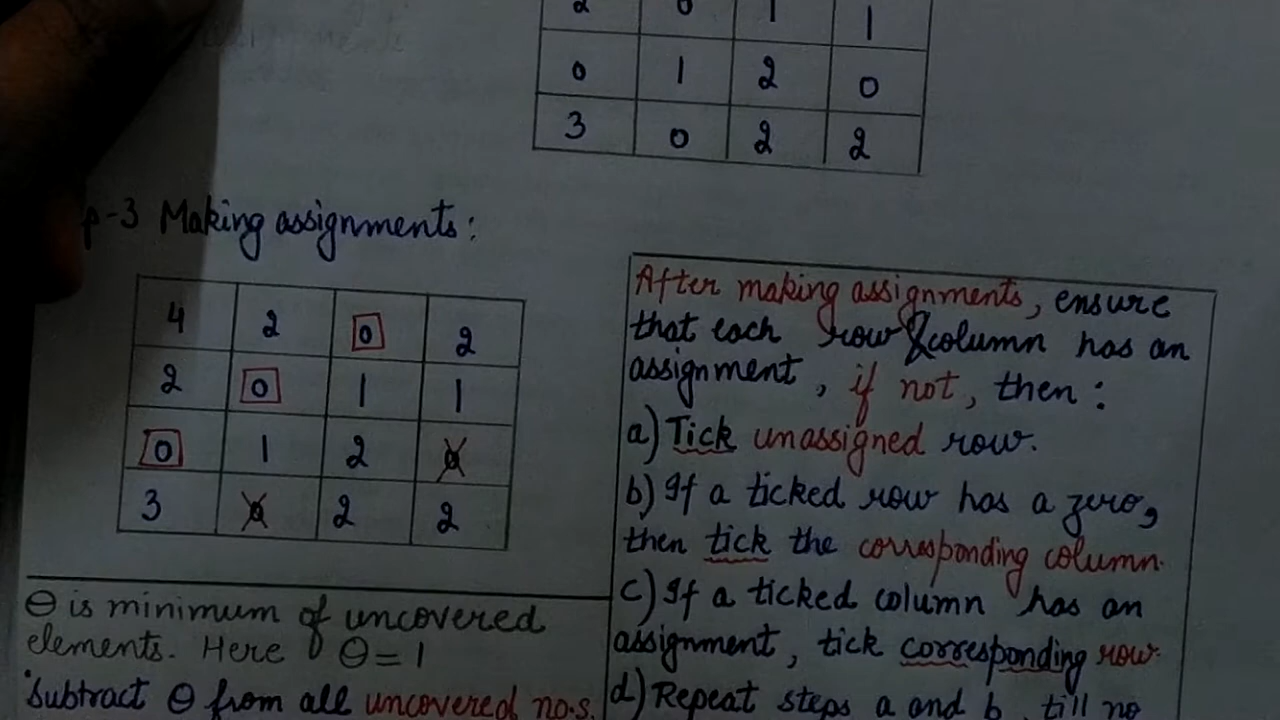 2 0 1 1
0 1 2 0
3 0 2 2
p-3 Making assignments:
4 2 0 2
2 0 1 1
0 1 2 0
3 0 2 2
θ is minimum of uncovered
elements. Here θ = 1
Subtract θ from all uncovered no.s.
After making assignments, ensure
that each row & column has an
assignment, if not, then:
a) Tick unassigned row.
b) If a ticked row has a zero,
then tick the corresponding column.
c) If a ticked column has an
assignment, tick corresponding row.
d) Repeat steps a and b till no